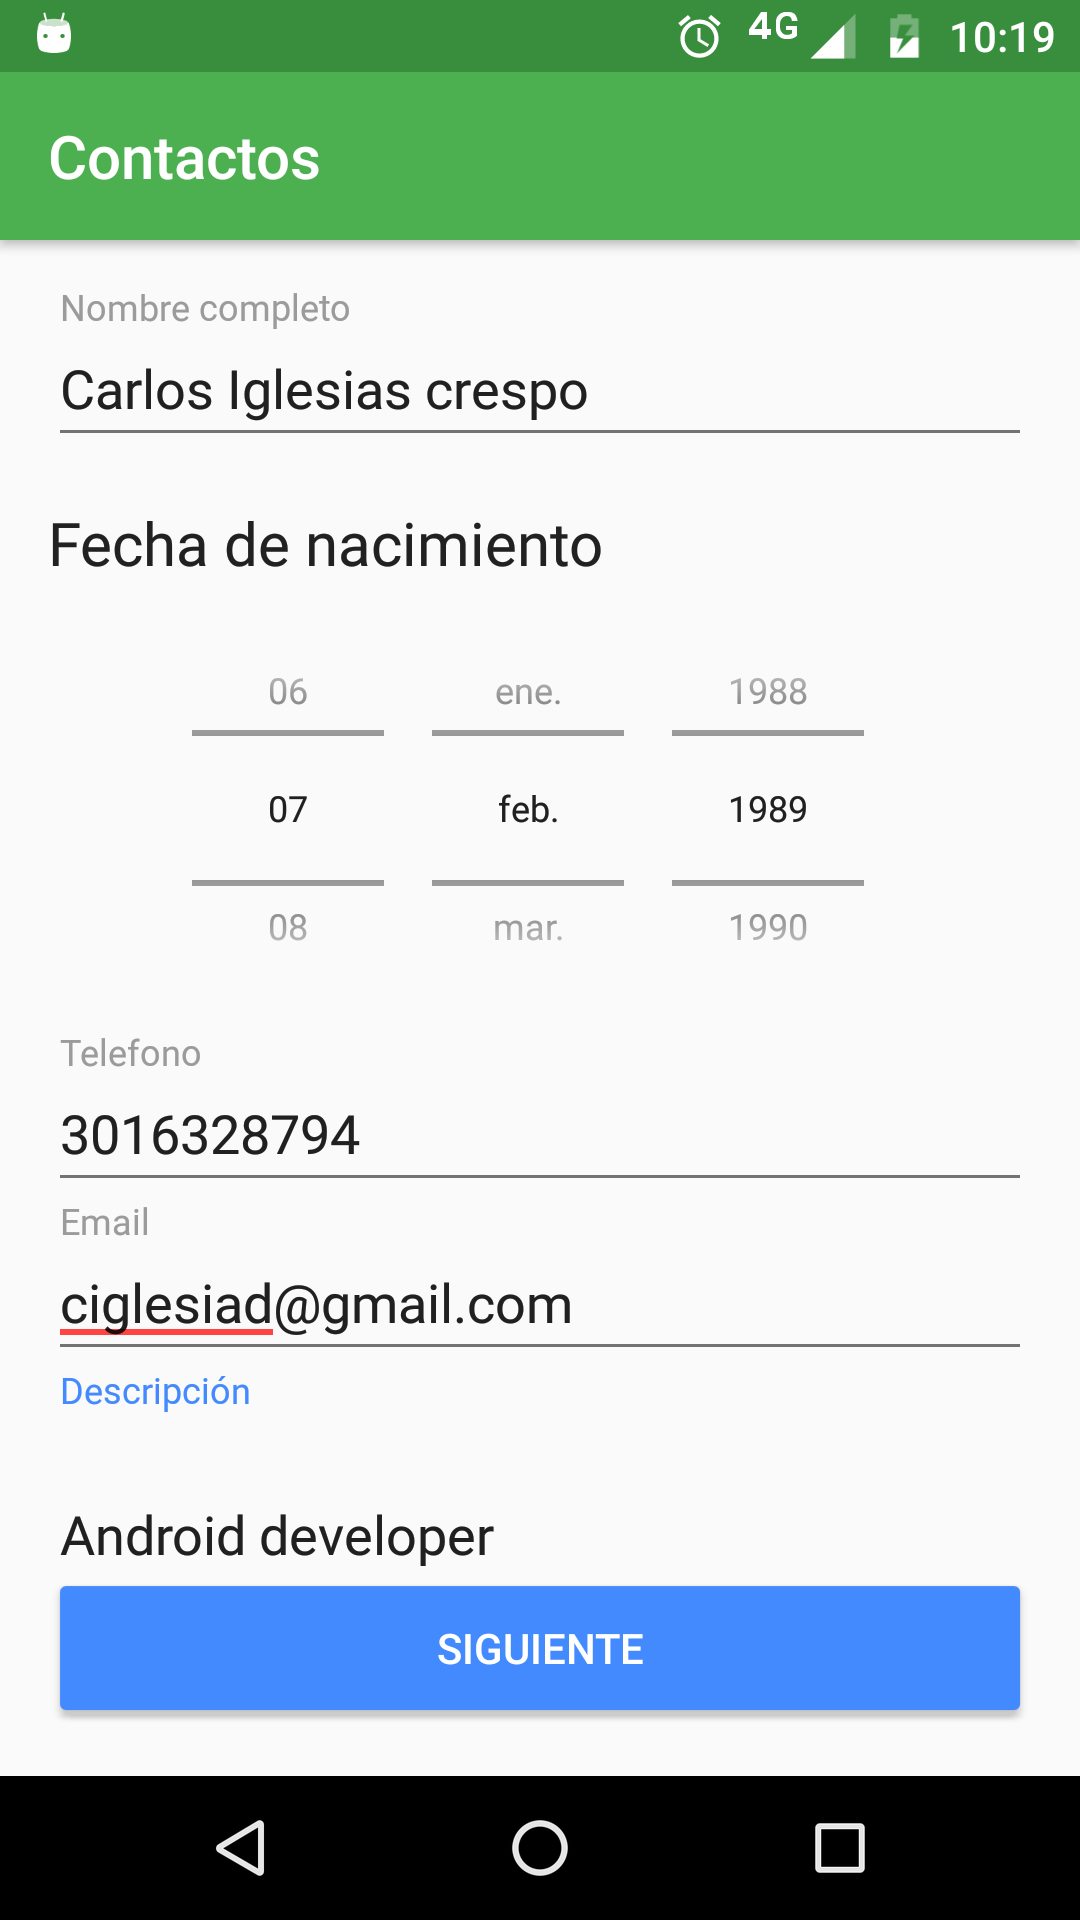 4G 10:19
Contactos
Nombre completo
Carlos Iglesias crespo
Fecha de nacimiento
06 ene. 1988
07 feb. 1989
08 mar. 1990
Telefono
3016328794
Email
ciglesiad@gmail.com
Descripción
Android developer
SIGUIENTE